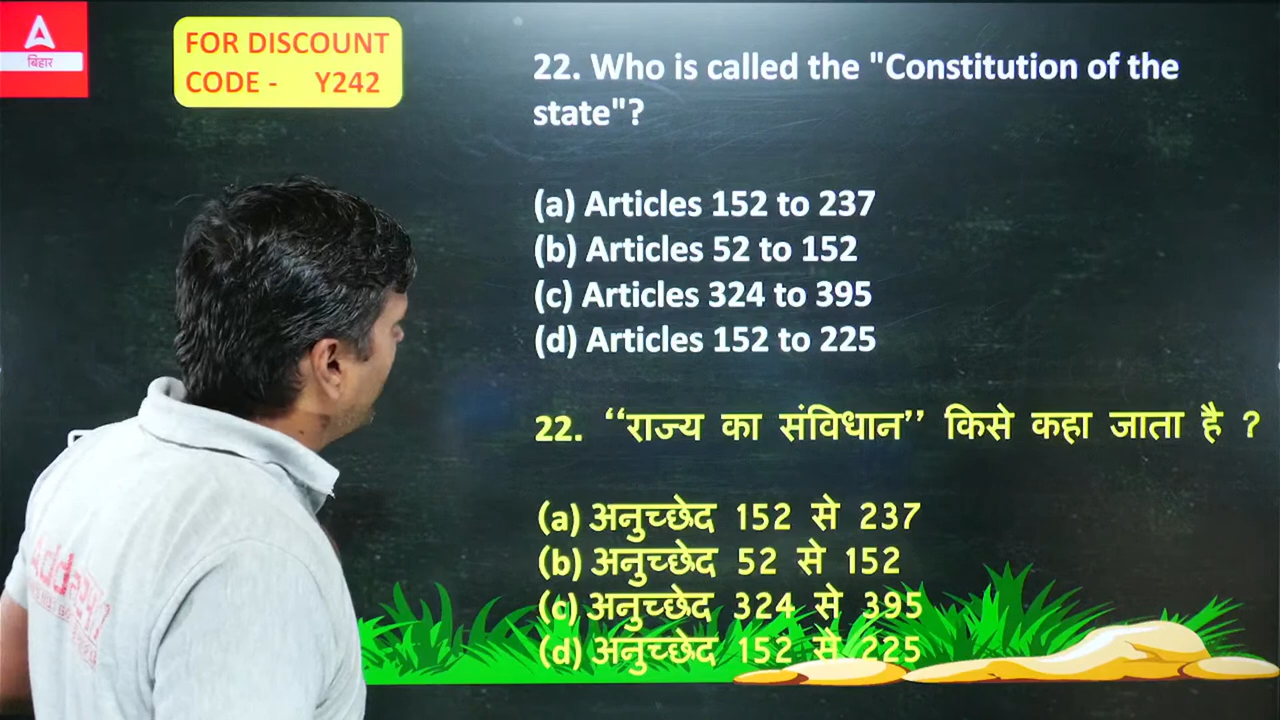 बिहार
FOR DISCOUNT
CODE - Y242
22. Who is called the "Constitution of the
state"?
(a) Articles 152 to 237
(b) Articles 52 to 152
(c) Articles 324 to 395
(d) Articles 152 to 225
22. ‘‘राज्य का संविधान’’ किसे कहा जाता है ?
(a) अनुच्छेद 152 से 237
(b) अनुच्छेद 52 से 152
(c) अनुच्छेद 324 से 395
(d) अनुच्छेद 152 से 225